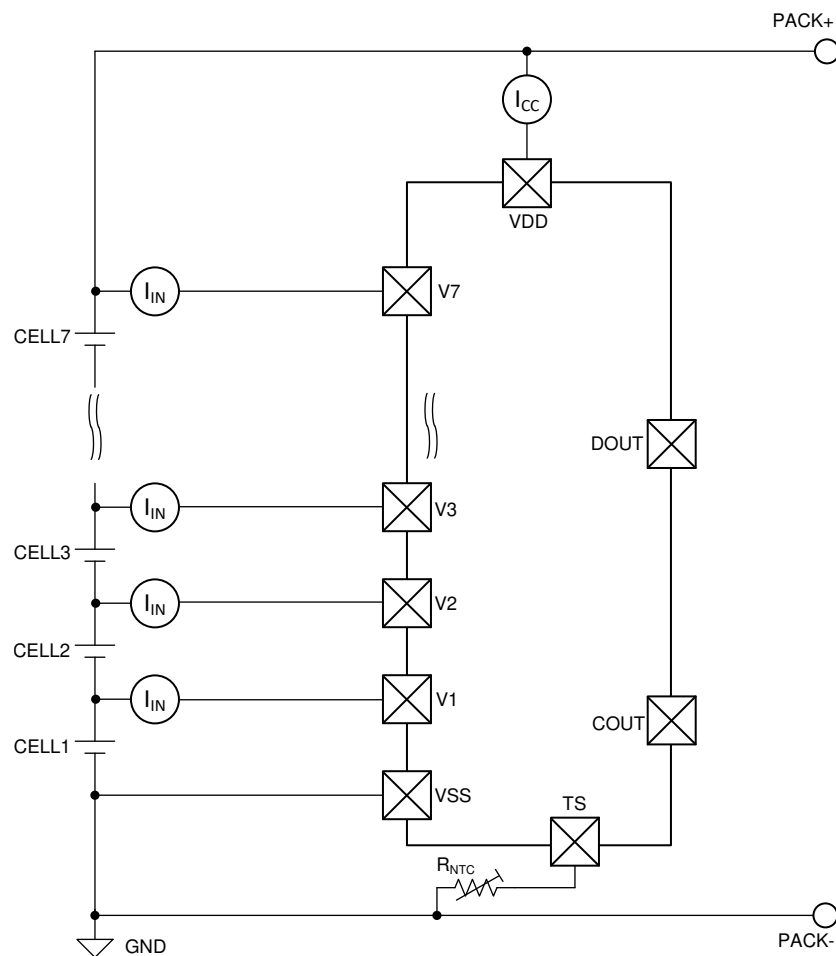 PACK+
ICC
VDD
IIN V7
CELL7
DOUT
IIN V3
CELL3
IIN V2
CELL2
IIN V1
COUT
CELL1
VSS
TS
RNTC
PACK-
GND